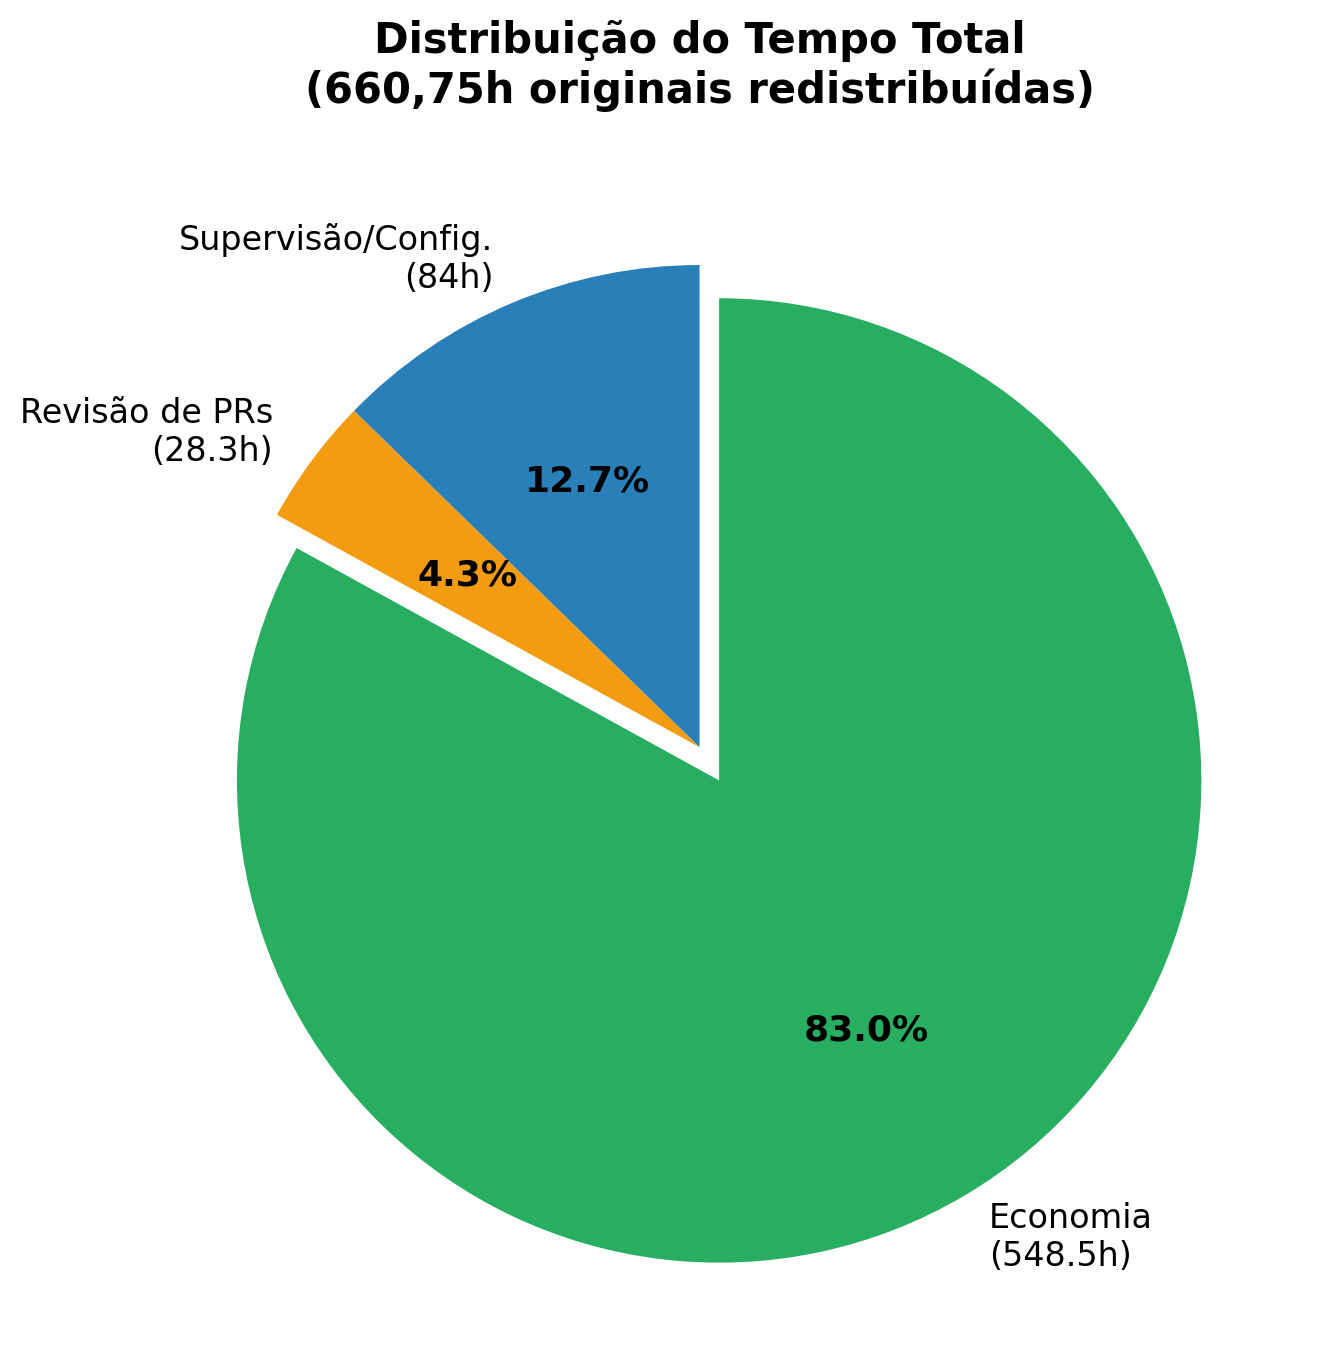 Distribuição do Tempo Total
(660,75h originais redistribuídas)
Supervisão/Config.
(84h)
Revisão de PRs
(28.3h)
12.7%
4.3%
83.0%
Economia
(548.5h)